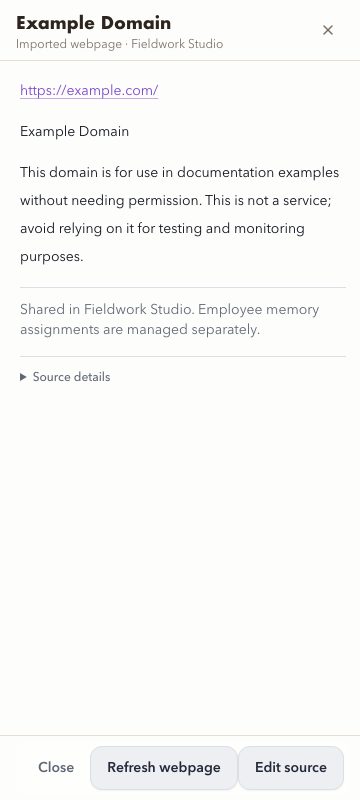 Example Domain
Imported webpage · Fieldwork Studio
×
https://example.com/
Example Domain
This domain is for use in documentation examples
without needing permission. This is not a service;
avoid relying on it for testing and monitoring
purposes.
Shared in Fieldwork Studio. Employee memory
assignments are managed separately.
Source details
Close
Refresh webpage
Edit source